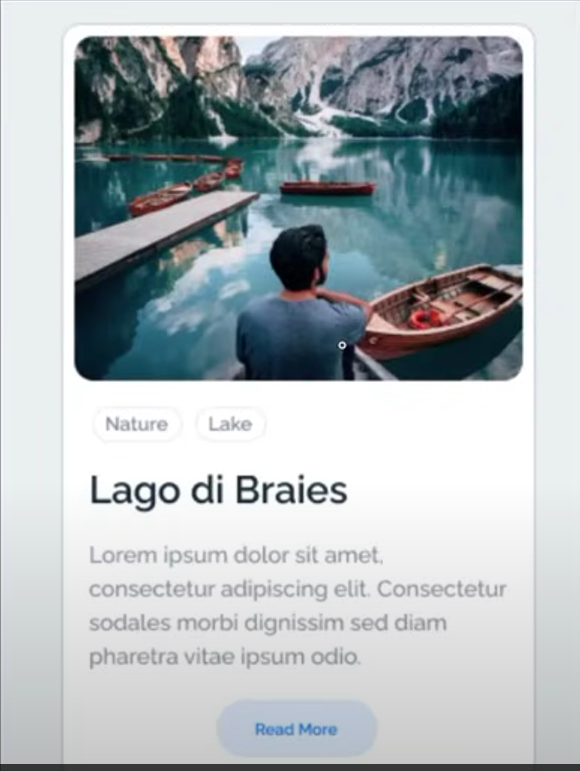 Nature Lake
Lago di Braies
Lorem ipsum dolor sit amet,
consectetur adipiscing elit. Consectetur
sodales morbi dignissim sed diam
pharetra vitae ipsum odio.
Read More